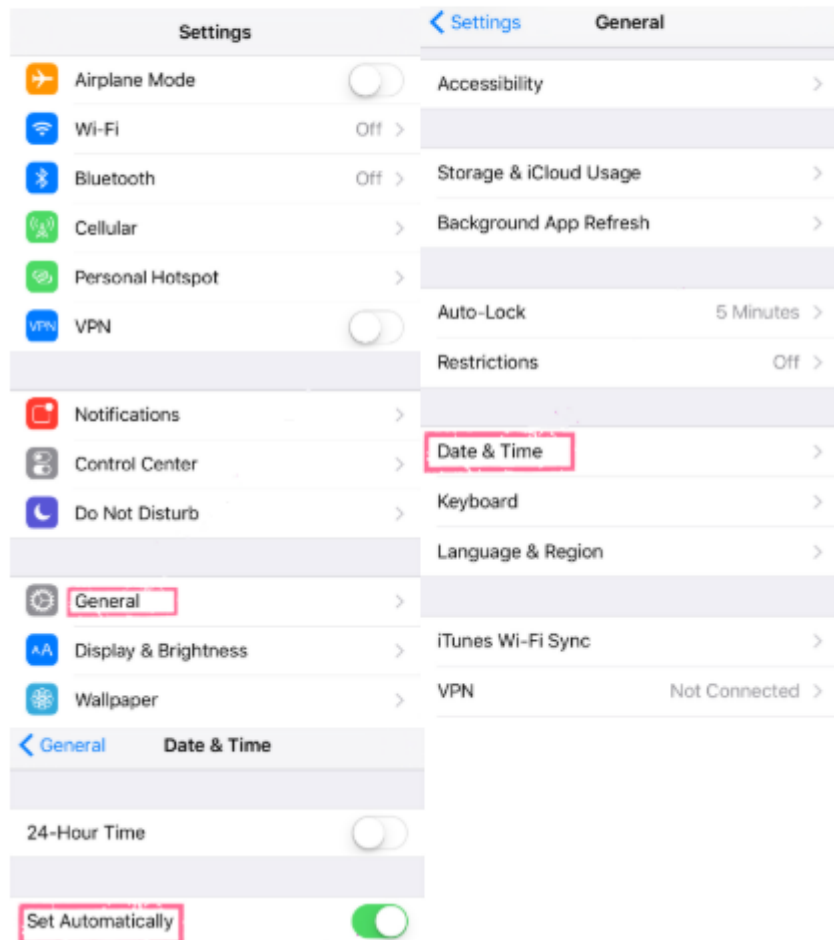 Settings
Airplane Mode
Wi-Fi Off
Bluetooth Off
Cellular
Personal Hotspot
VPN VPN
Notifications
Control Center
Do Not Disturb
General
AA Display & Brightness
Wallpaper
Settings General
Accessibility
Storage & iCloud Usage
Background App Refresh
Auto-Lock 5 Minutes
Restrictions Off
Date & Time
Keyboard
Language & Region
iTunes Wi-Fi Sync
VPN Not Connected
General Date & Time
24-Hour Time
Set Automatically